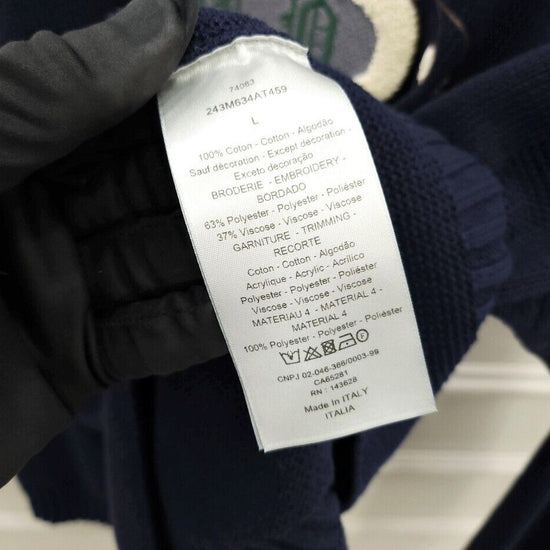 74063
243M634AT459
L
100% Coton - Cotton - Algodão
Sauf décoration - Except decoration -
Exceto decoração
BRODERIE - EMBROIDERY -
BORDADO
63% Polyester - Polyester - Poliéster
37% Viscose - Viscose - Viscose
GARNITURE - TRIMMING -
RECORTE
Coton - Cotton - Algodão
Acrylique - Acrylic - Acrílico
Polyester - Polyester - Poliéster
Viscose - Viscose - Viscose
MATERIAU 4 - MATERIAL 4 -
MATERIAL 4
100% Polyester - Polyester - Poliéster
CNPJ 02-046-366/0003-99
CA65281
RN : 143628
Made in ITALY
ITALIA